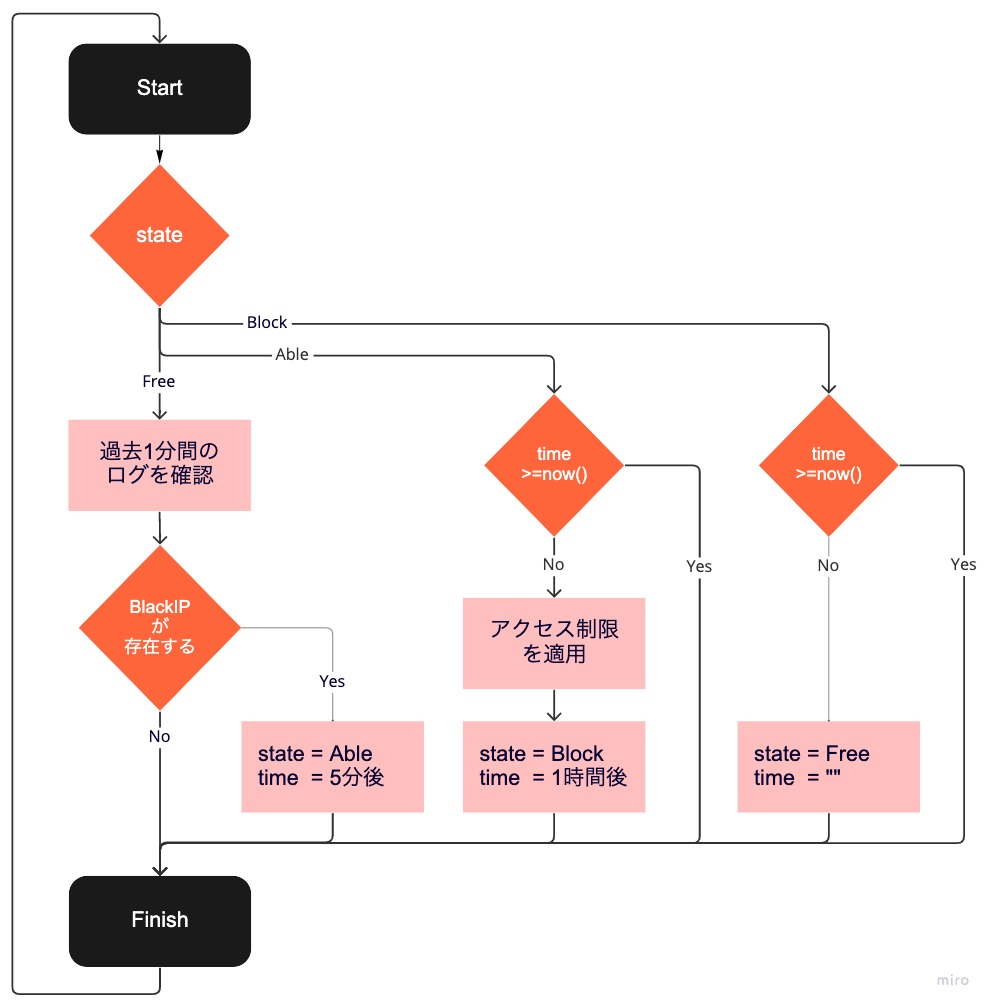 Start
state
Block
Able
Free
過去1分間の
ログを確認
time
>=now()
time
>=now()
No
Yes
No
Yes
BlackIP
が
存在する
アクセス制限
を適用
Yes
No
state = Able
time = 5分後
state = Block
time = 1時間後
state = Free
time = ""
Finish
miro